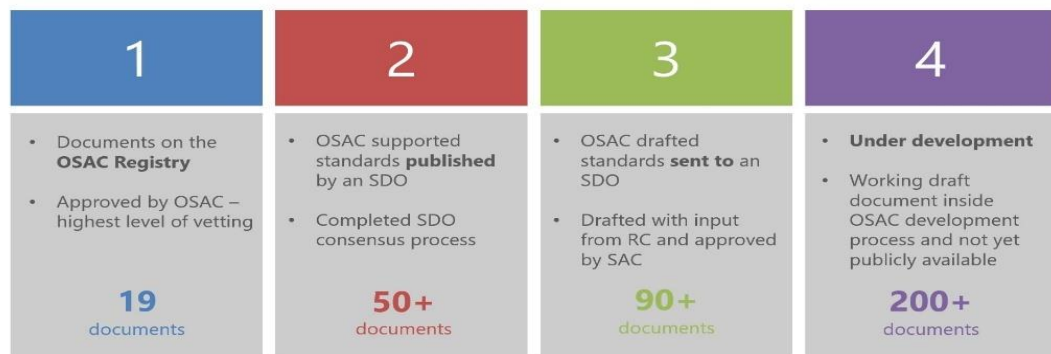 1
• Documents on the
OSAC Registry
• Approved by OSAC –
highest level of vetting
19
documents
2
• OSAC supported
standards published
by an SDO
• Completed SDO
consensus process
50+
documents
3
• OSAC drafted
standards sent to an
SDO
• Drafted with input
from RC and approved
by SAC
90+
documents
4
• Under development
• Working draft
document inside
OSAC development
process and not yet
publicly available
200+
documents